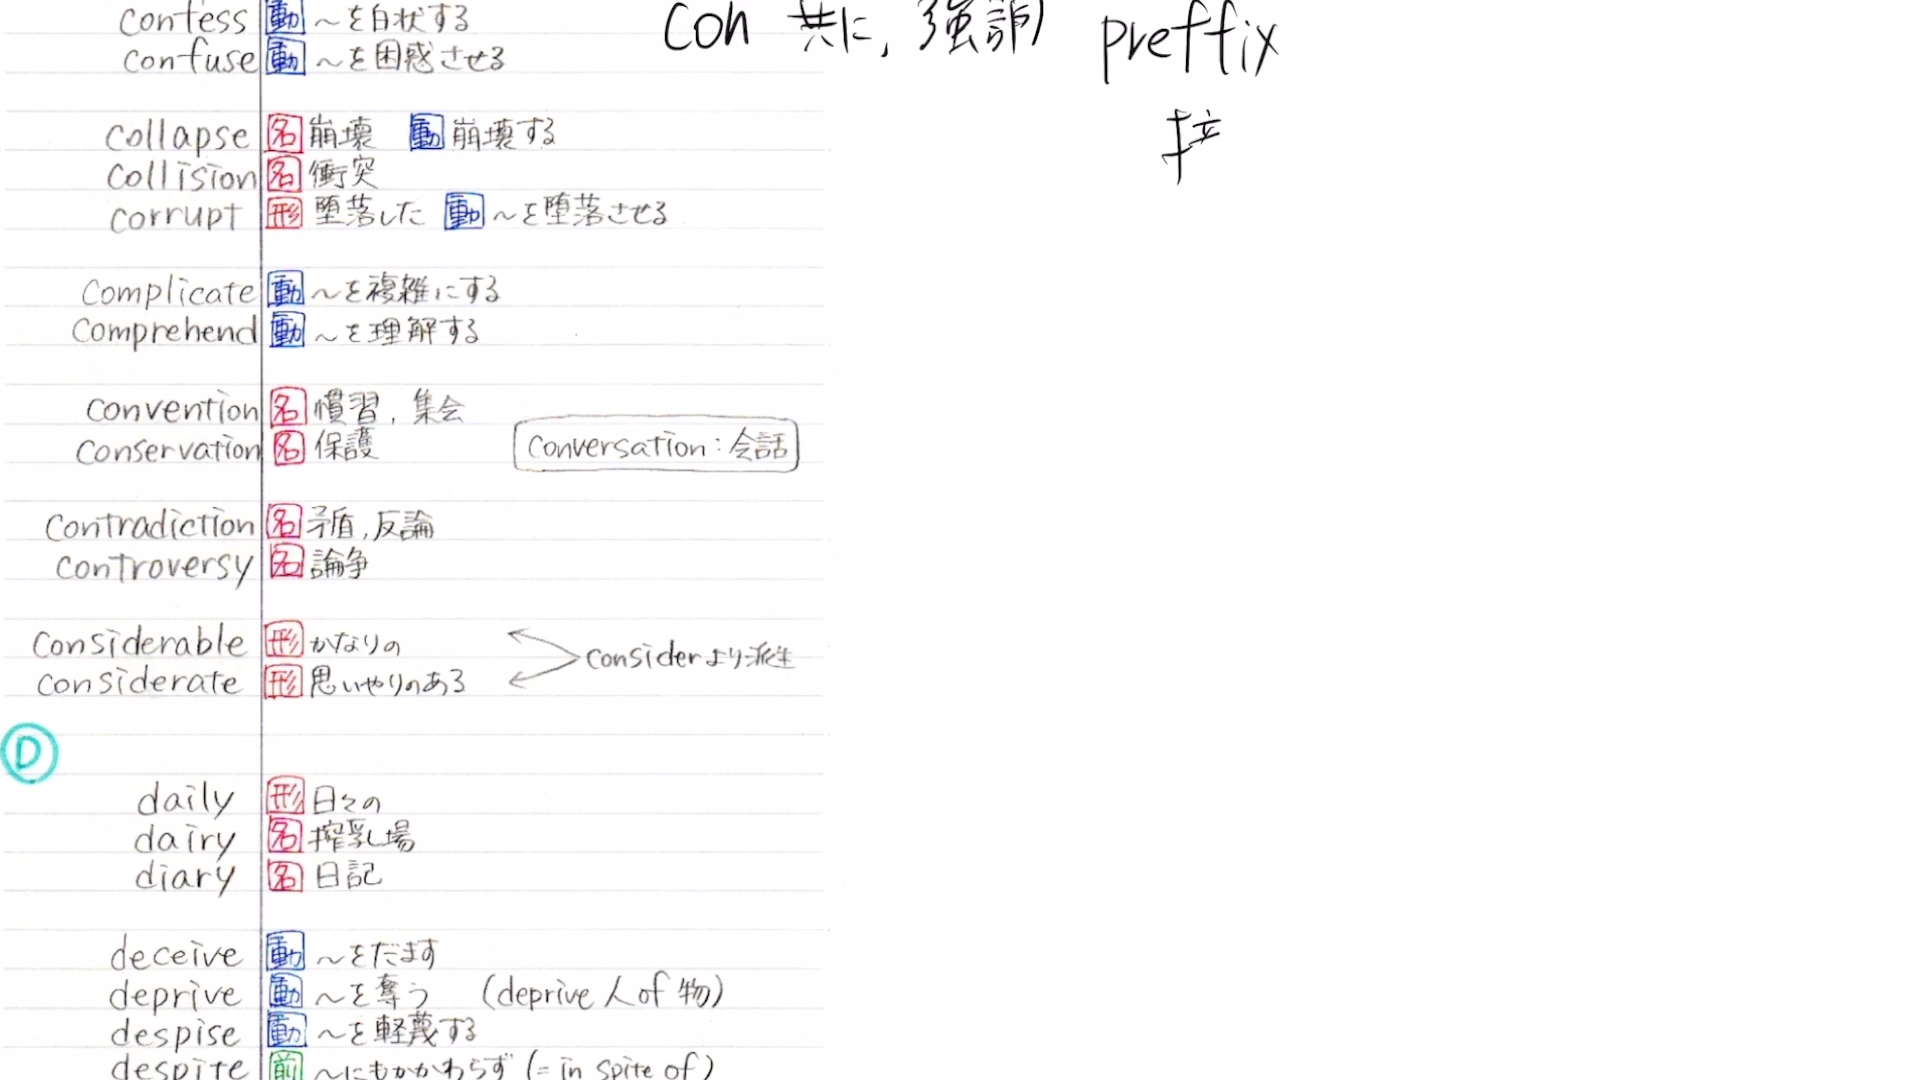 confess 動 ~を白状する
con 共に, 強調 preffix
confuse 動 ~を困惑させる
collapse 名 崩壊 動 崩壊する
collision 名 衝突
corrupt 形 堕落した 動 ~を堕落させる
complicate 動 ~を複雑にする
comprehend 動 ~を理解する
convention 名 慣習, 集会
conservation 名 保護 conversation:会話
contradiction 名 矛盾, 反論
controversy 名 論争
considerable 形 かなりの
considerより派生
considerate 形 思いやりのある
D
daily 形 日々の
dairy 名 搾乳場
diary 名 日記
deceive 動 ~をだます
deprive 動 ~を奪う (deprive 人 of 物)
despise 動 ~を軽蔑する
despite 前 ~にもかかわらず (= in spite of)